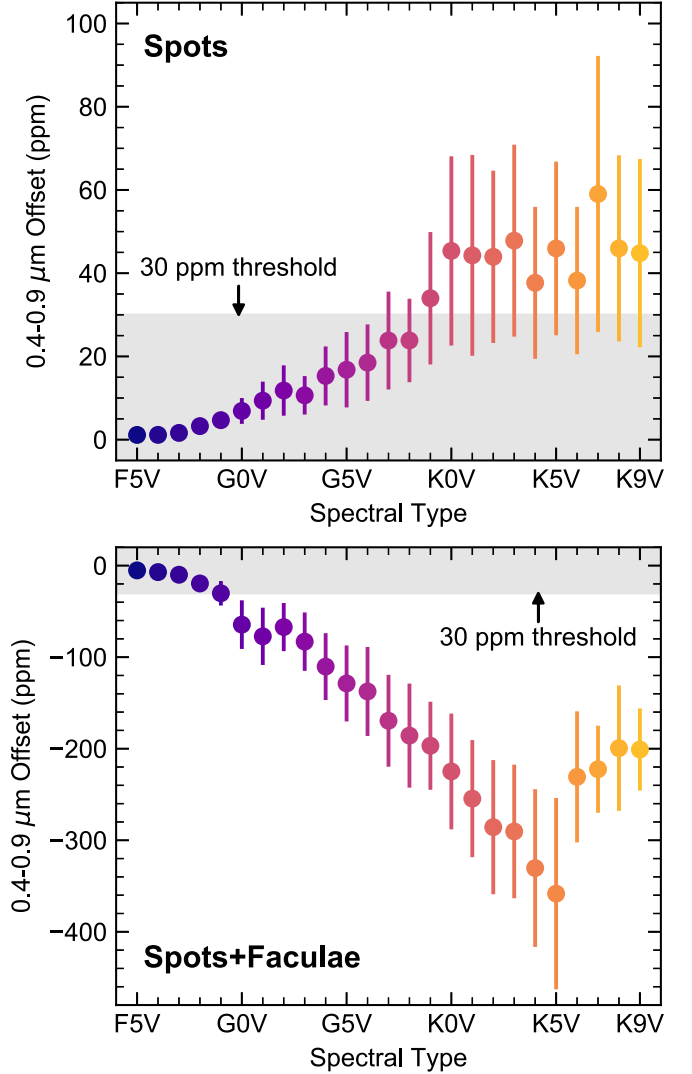 100
80
60
40
20
0
0.4-0.9 μm Offset (ppm)
Spots
30 ppm threshold
F5V G0V G5V K0V K5V K9V
Spectral Type
0
−100
−200
−300
−400
0.4-0.9 μm Offset (ppm)
30 ppm threshold
Spots+Faculae
F5V G0V G5V K0V K5V K9V
Spectral Type